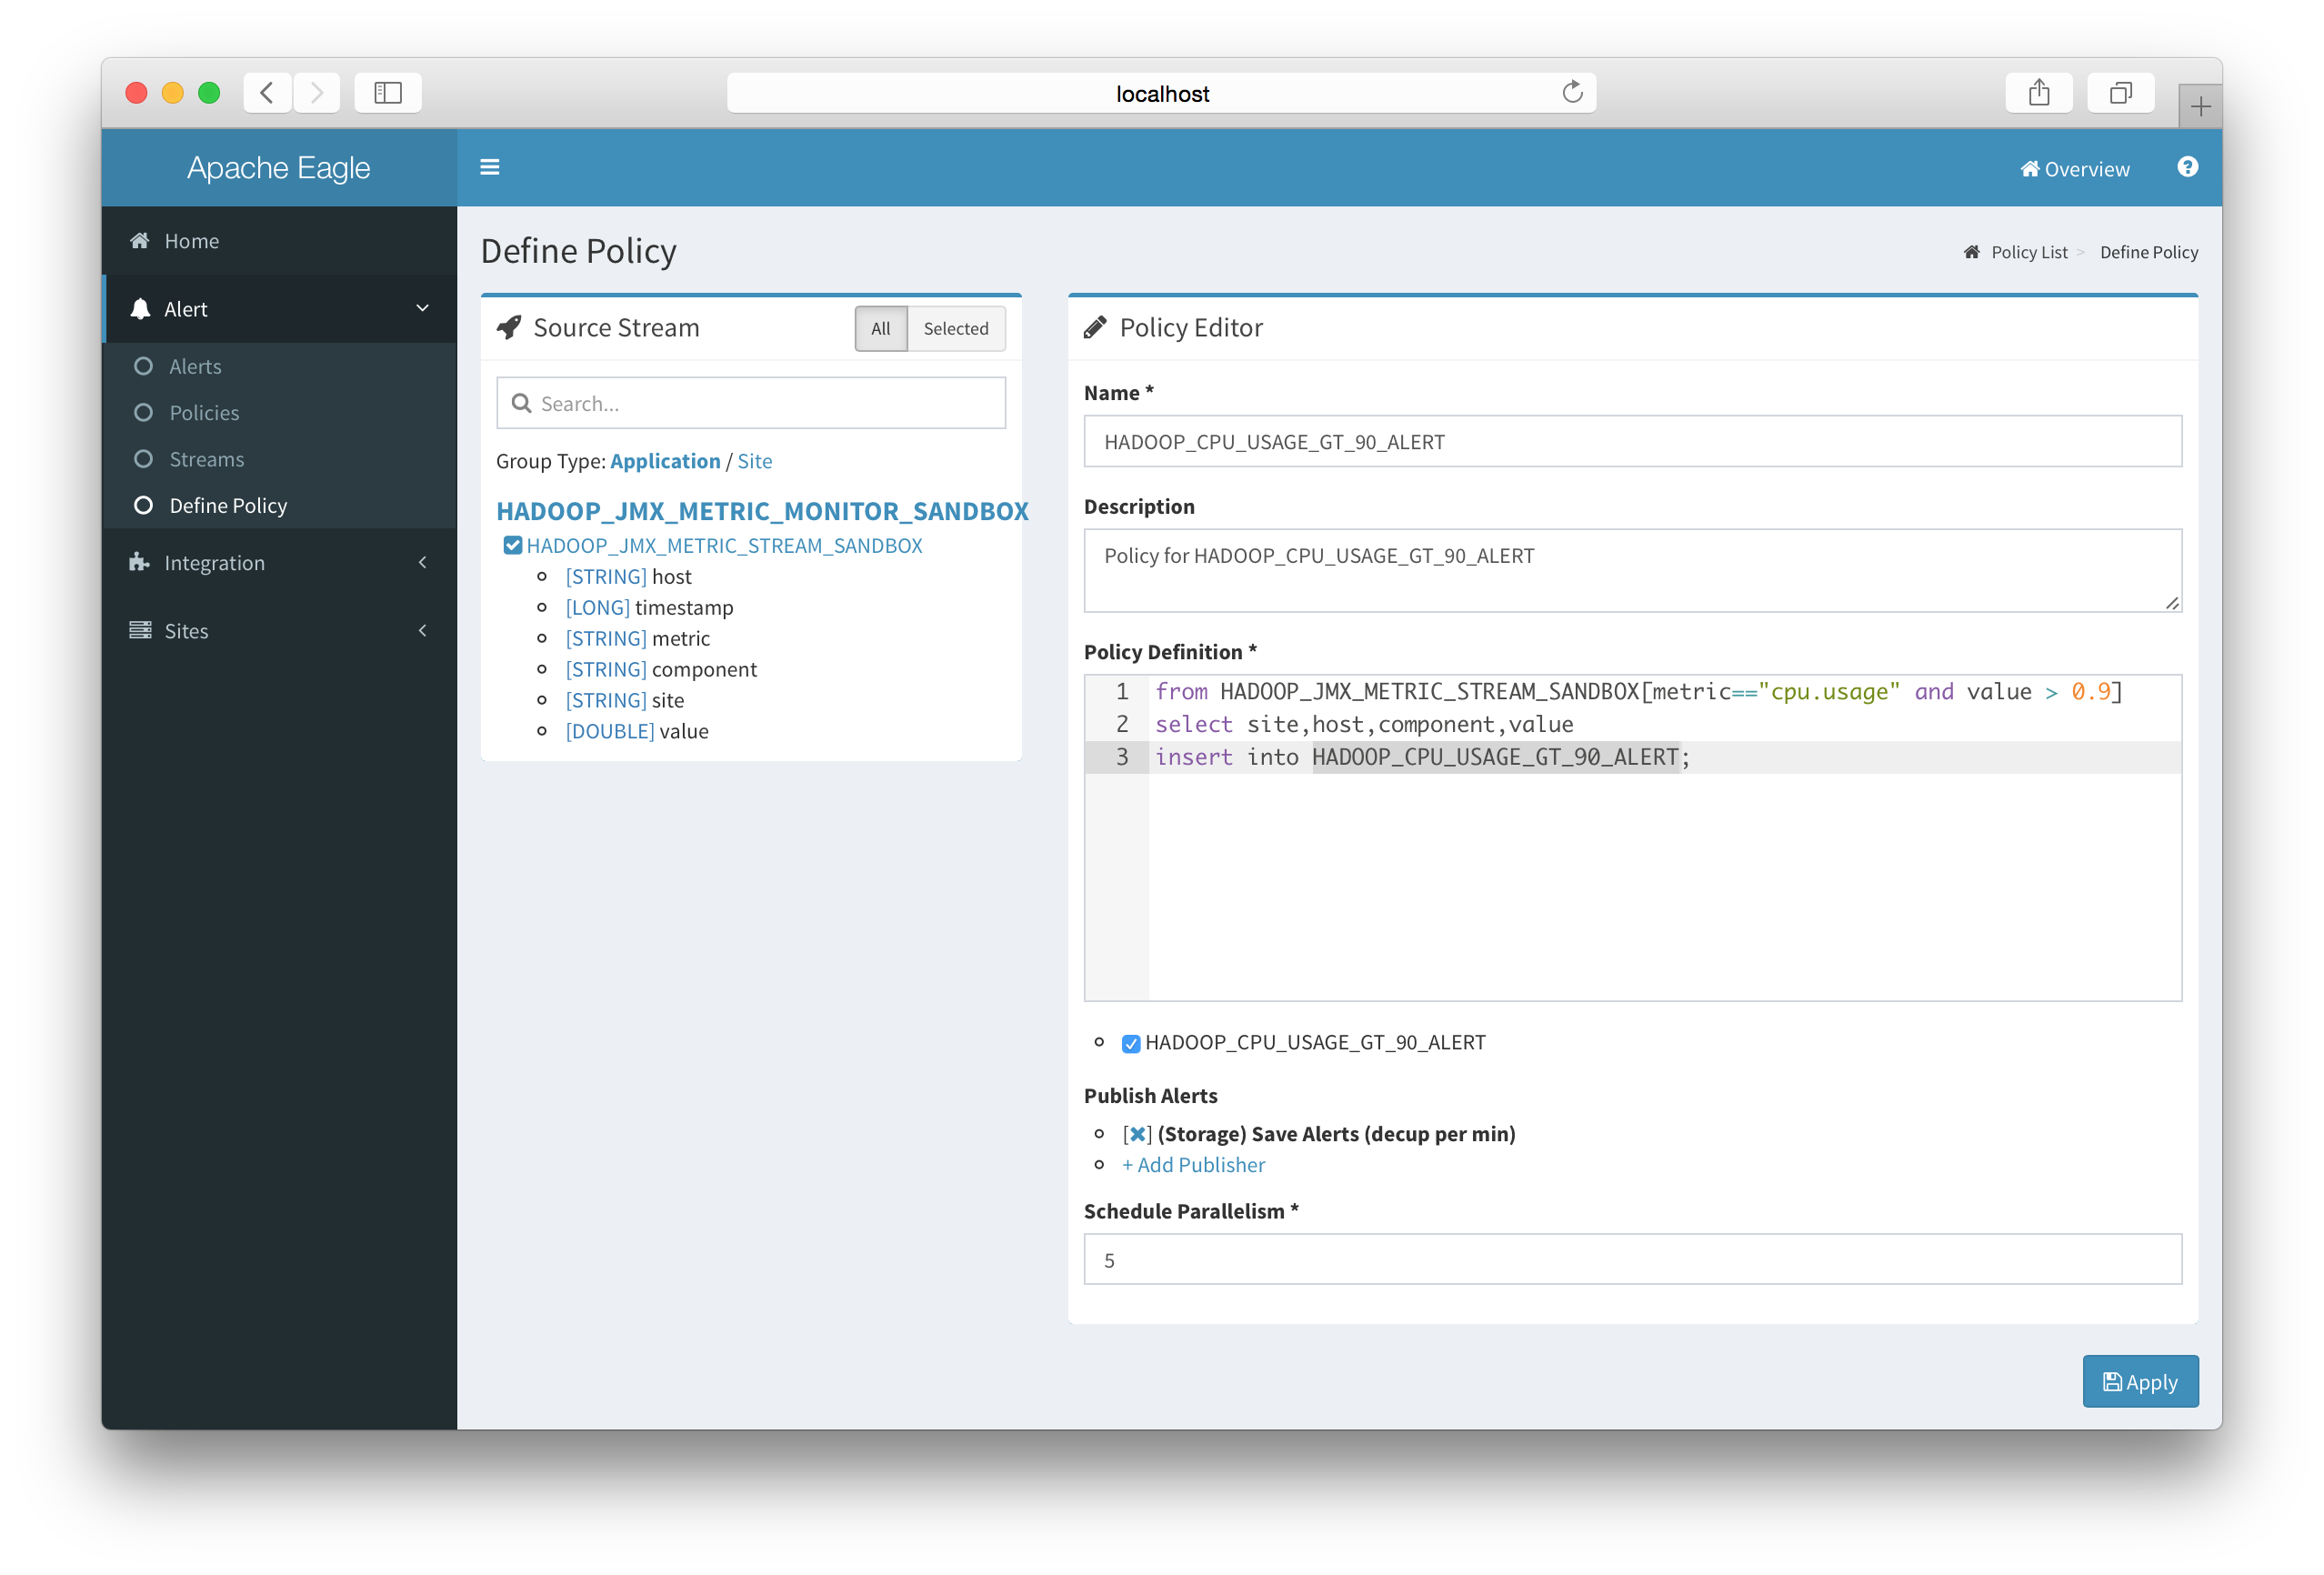 localhost
Apache Eagle
Overview
Home
Alert
Alerts
Policies
Streams
Define Policy
Integration
Sites
Define Policy
Policy List > Define Policy
Source Stream
All Selected
Search...
Group Type: Application / Site
HADOOP_JMX_METRIC_MONITOR_SANDBOX
HADOOP_JMX_METRIC_STREAM_SANDBOX
[STRING] host
[LONG] timestamp
[STRING] metric
[STRING] component
[STRING] site
[DOUBLE] value
Policy Editor
Name *
HADOOP_CPU_USAGE_GT_90_ALERT
Description
Policy for HADOOP_CPU_USAGE_GT_90_ALERT
Policy Definition *
1 from HADOOP_JMX_METRIC_STREAM_SANDBOX[metric=="cpu.usage" and value > 0.9]
2 select site,host,component,value
3 insert into HADOOP_CPU_USAGE_GT_90_ALERT;
HADOOP_CPU_USAGE_GT_90_ALERT
Publish Alerts
[×] (Storage) Save Alerts (decup per min)
+ Add Publisher
Schedule Parallelism *
5
Apply